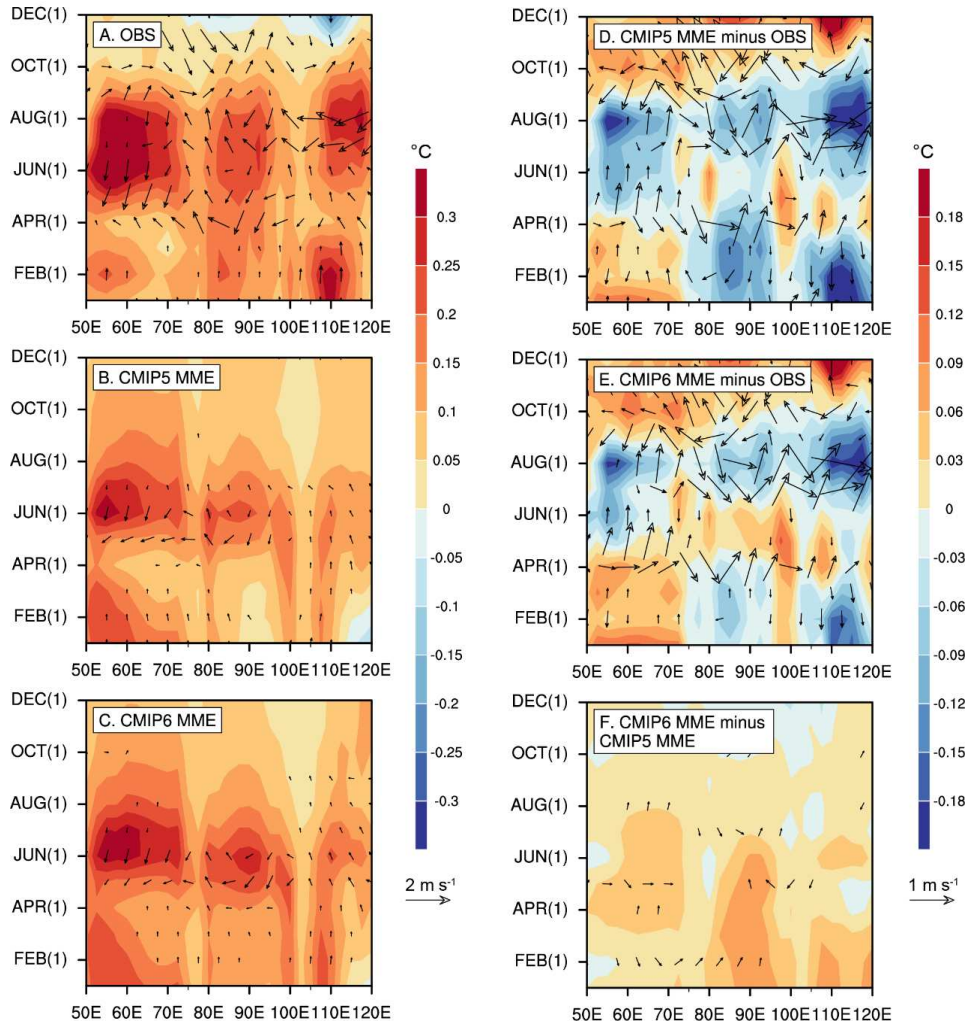 A. OBS
DEC(1)
OCT(1)
AUG(1)
JUN(1)
APR(1)
FEB(1)
50E 60E 70E 80E 90E 100E 110E 120E
B. CMIP5 MME
DEC(1)
OCT(1)
AUG(1)
JUN(1)
APR(1)
FEB(1)
50E 60E 70E 80E 90E 100E 110E 120E
C. CMIP6 MME
DEC(1)
OCT(1)
AUG(1)
JUN(1)
APR(1)
FEB(1)
50E 60E 70E 80E 90E 100E 110E 120E
°C
0.3
0.25
0.2
0.15
0.1
0.05
0
-0.05
-0.1
-0.15
-0.2
-0.25
-0.3
2 m s⁻¹
D. CMIP5 MME minus OBS
DEC(1)
OCT(1)
AUG(1)
JUN(1)
APR(1)
FEB(1)
50E 60E 70E 80E 90E 100E 110E 120E
E. CMIP6 MME minus OBS
DEC(1)
OCT(1)
AUG(1)
JUN(1)
APR(1)
FEB(1)
50E 60E 70E 80E 90E 100E 110E 120E
F. CMIP6 MME minus
CMIP5 MME
DEC(1)
OCT(1)
AUG(1)
JUN(1)
APR(1)
FEB(1)
50E 60E 70E 80E 90E 100E 110E 120E
°C
0.18
0.15
0.12
0.09
0.06
0.03
0
-0.03
-0.06
-0.09
-0.12
-0.15
-0.18
1 m s⁻¹